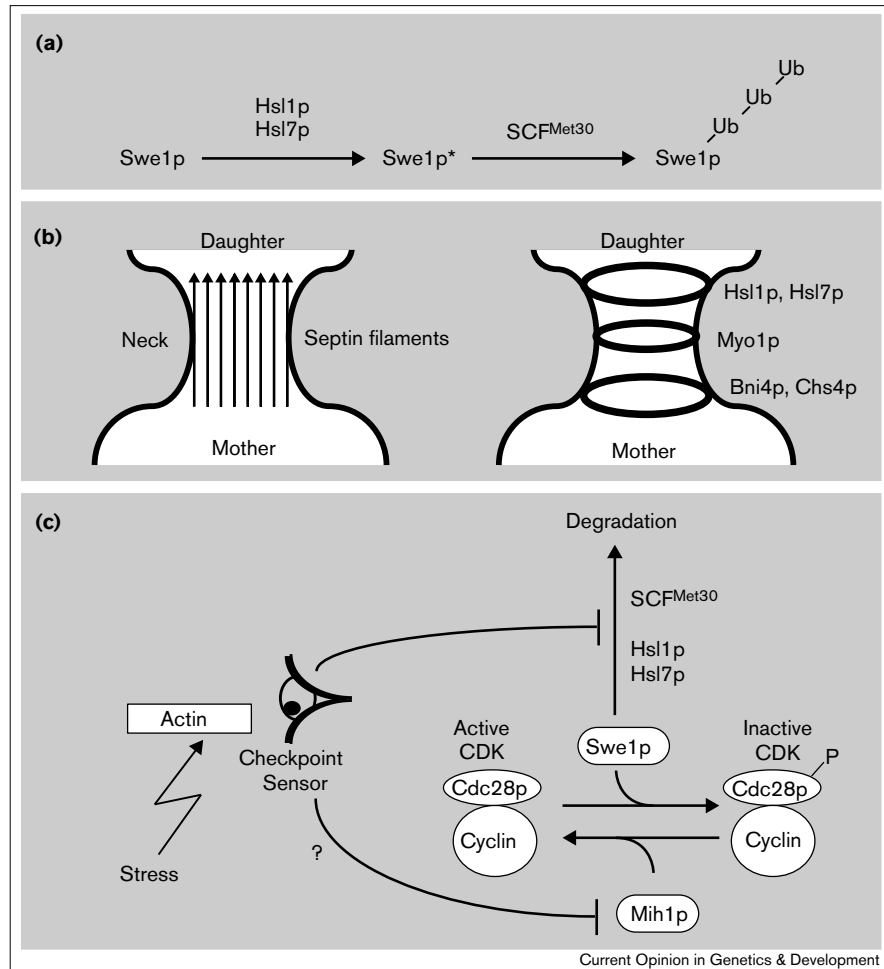 (a)
Hsl1p
Hsl7p
Swe1p
Swe1p*
SCFMet30
Swe1p
Ub
Ub
Ub
(b)
Daughter
Neck
Septin filaments
Mother
Daughter
Hsl1p, Hsl7p
Myo1p
Bni4p, Chs4p
Mother
(c)
Degradation
SCFMet30
Hsl1p
Hsl7p
Actin
Checkpoint
Sensor
Stress
?
Active
CDK
Cdc28p
Cyclin
Swe1p
Inactive
CDK
P
Cdc28p
Cyclin
Mih1p
Current Opinion in Genetics & Development